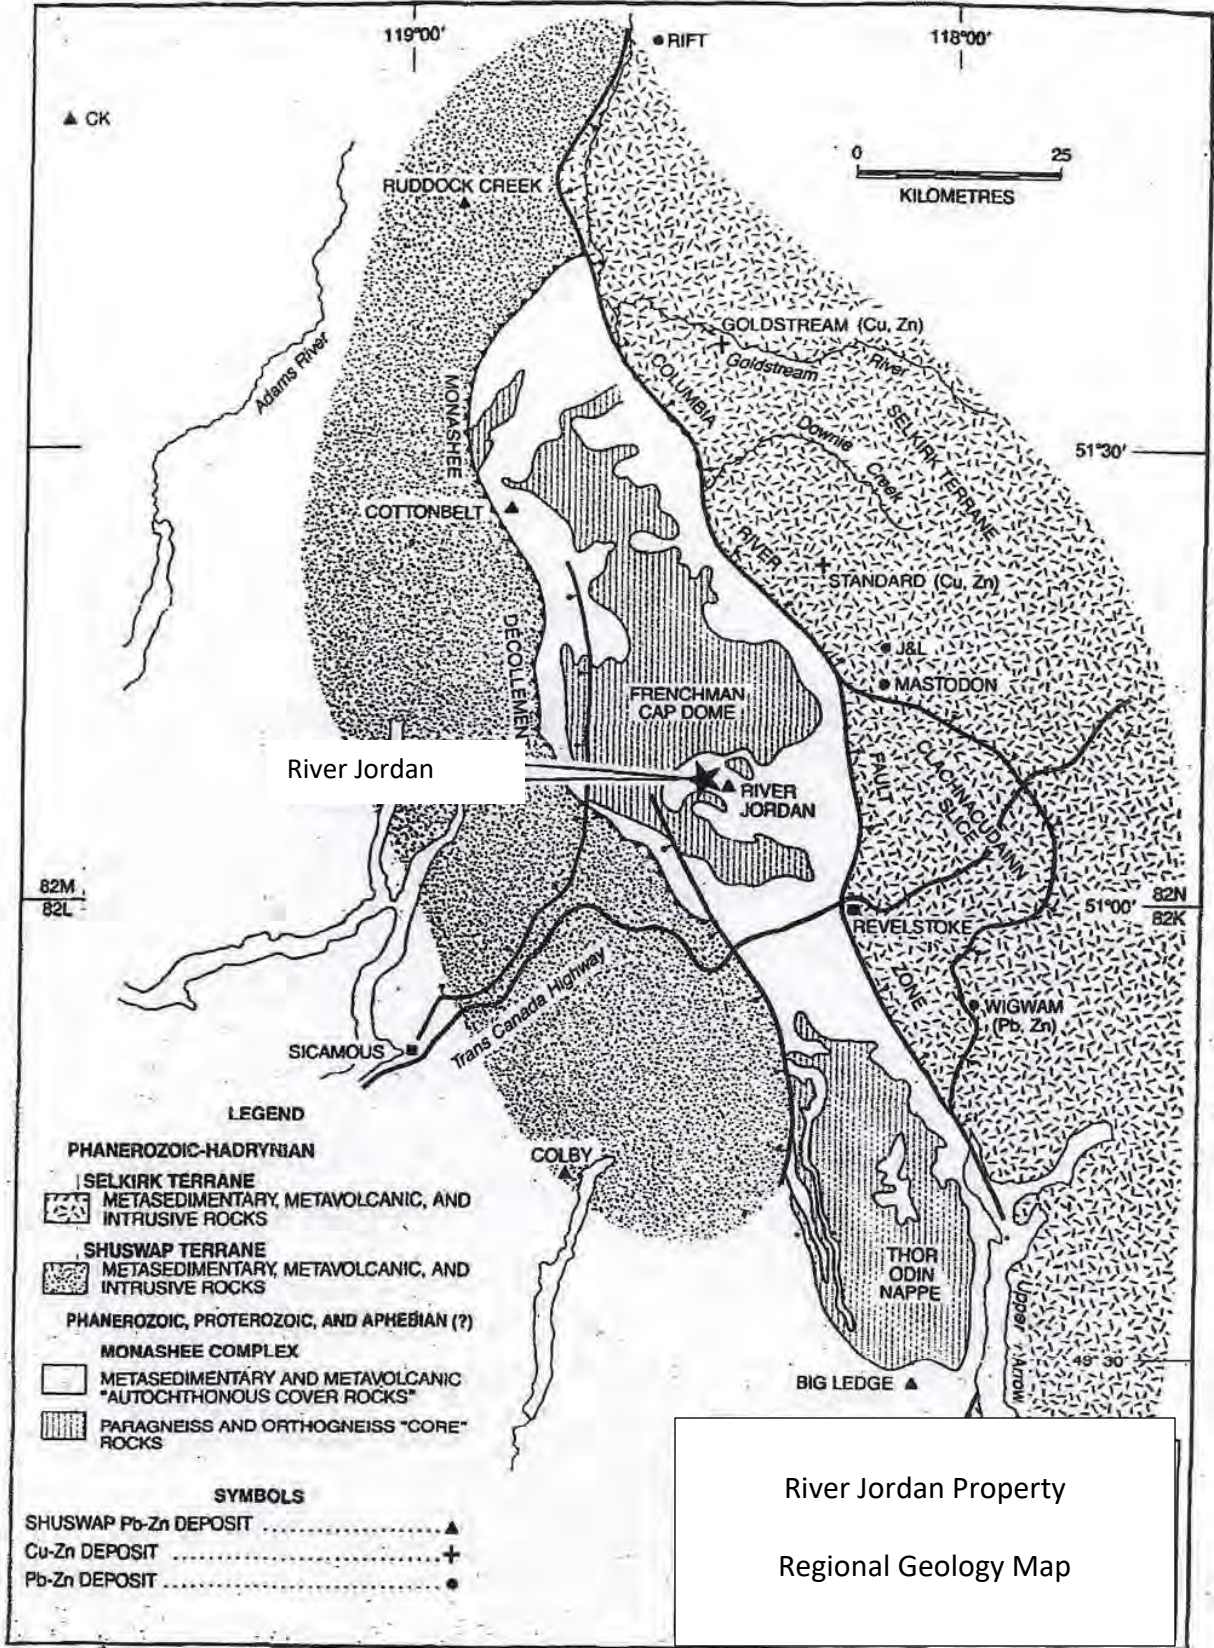 119°00'
RIFT
118°00'
CK
0 25
KILOMETRES
RUDDOCK CREEK
GOLDSTREAM (Cu, Zn)
Goldstream River
Adams River
MONASHEE
COLUMBIA
Downie
Creek
SELKIRK TERRANE
51°30'
COTTONBELT
RIVER
STANDARD (Cu, Zn)
DÉCOLLEMEN
J&L
MASTODON
FRENCHMAN
CAP DOME
FAULT
CLACHNACUDAINN
SLICE
River Jordan
RIVER
JORDAN
82M
82L
51°00'
82N
82K
REVELSTOKE
ZONE
WIGWAM
(Pb, Zn)
Trans Canada Highway
SICAMOUS
COLBY
THOR
ODIN
NAPPE
Upper Arrow
49°30'
BIG LEDGE
LEGEND
PHANEROZOIC-HADRYNIAN
SELKIRK TERRANE
METASEDIMENTARY, METAVOLCANIC, AND
INTRUSIVE ROCKS
SHUSWAP TERRANE
METASEDIMENTARY, METAVOLCANIC, AND
INTRUSIVE ROCKS
PHANEROZOIC, PROTEROZOIC, AND APHEBIAN (?)
MONASHEE COMPLEX
METASEDIMENTARY AND METAVOLCANIC
"AUTOCHTHONOUS COVER ROCKS"
PARAGNEISS AND ORTHOGNEISS "CORE"
ROCKS
SYMBOLS
SHUSWAP Pb-Zn DEPOSIT
Cu-Zn DEPOSIT
Pb-Zn DEPOSIT
River Jordan Property
Regional Geology Map